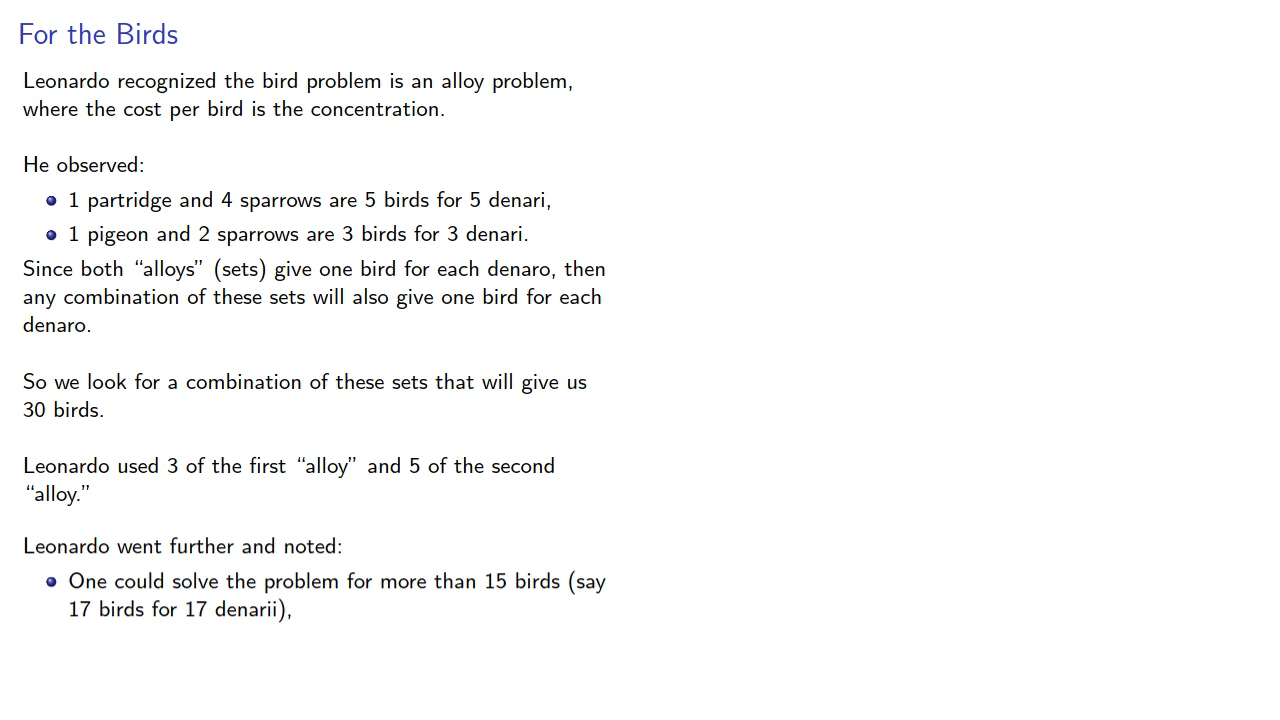 For the Birds
Leonardo recognized the bird problem is an alloy problem,
where the cost per bird is the concentration.
He observed:
1 partridge and 4 sparrows are 5 birds for 5 denari,
1 pigeon and 2 sparrows are 3 birds for 3 denari.
Since both “alloys” (sets) give one bird for each denaro, then
any combination of these sets will also give one bird for each
denaro.
So we look for a combination of these sets that will give us
30 birds.
Leonardo used 3 of the first “alloy” and 5 of the second
“alloy.”
Leonardo went further and noted:
One could solve the problem for more than 15 birds (say
17 birds for 17 denarii),